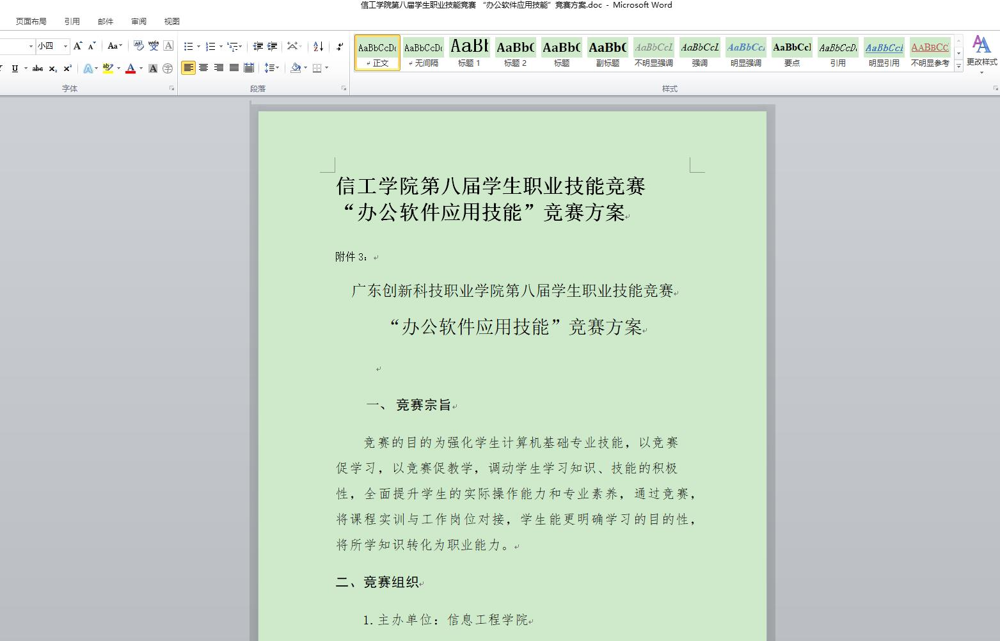 信工学院第八届学生职业技能竞赛 “办公软件应用技能”竞赛方案.doc - Microsoft Word
页面布局 引用 邮件 审阅 视图
小四 Aa
abc
字体 段落 样式
AaBbCcDc AaBbCcDc AaBb AaBbC AaBbC AaBbC AaBbCcL AaBbCcL AaBbCcL AaBbCcl AaBbCcD AaBbCcL AABBCC
正文 无间隔 标题 1 标题 2 标题 副标题 不明显强调 强调 明显强调 要点 引用 明显引用 不明显参考 更改样式
信工学院第八届学生职业技能竞赛
“办公软件应用技能”竞赛方案
附件 3：
广东创新科技职业学院第八届学生职业技能竞赛
“办公软件应用技能”竞赛方案
一、 竞赛宗旨
竞赛的目的为强化学生计算机基础专业技能，以竞赛
促学习，以竞赛促教学，调动学生学习知识、技能的积极
性，全面提升学生的实际操作能力和专业素养，通过竞赛，
将课程实训与工作岗位对接，学生能更明确学习的目的性，
将所学知识转化为职业能力。
二、竞赛组织
1. 主办单位：信息工程学院